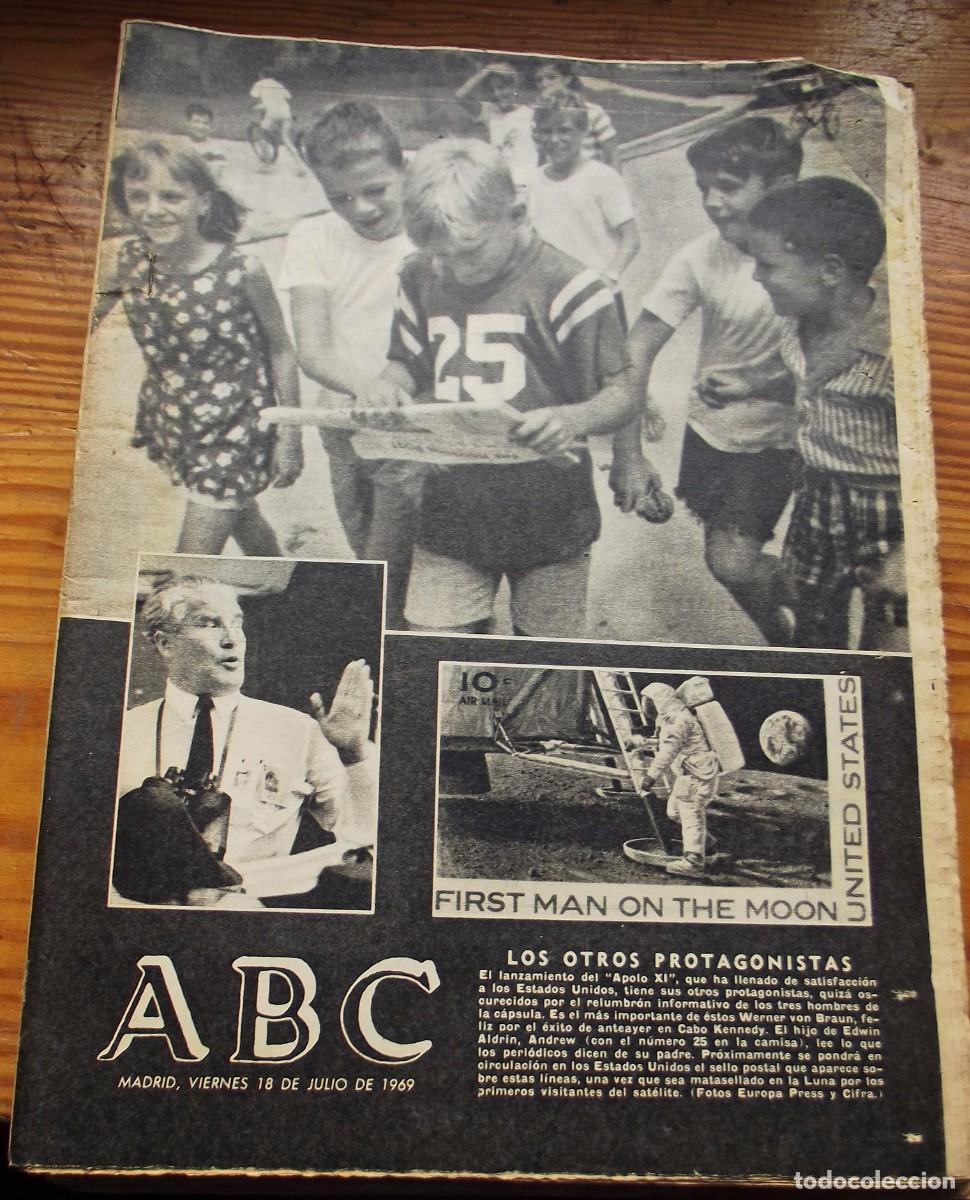 25
10 c
AIR MAIL
UNITED STATES
FIRST MAN ON THE MOON
ABC
MADRID, VIERNES 18 DE JULIO DE 1969
LOS OTROS PROTAGONISTAS
El lanzamiento del "Apolo XI", que ha llenado de satisfacción
a los Estados Unidos, tiene sus otros protagonistas, quizá os-
curecidos por el relumbrón informativo de los tres hombres de
la cápsula. Es el más importante de éstos Werner von Braun, fe-
liz por el éxito de anteayer en Cabo Kennedy. El hijo de Edwin
Aldrin, Andrew (con el número 25 en la camisa), lee lo que
los periódicos dicen de su padre. Próximamente se pondrá en
circulación en los Estados Unidos el sello postal que aparece so-
bre estas líneas, una vez que sea matasellado en la Luna por los
primeros visitantes del satélite. (Fotos Europa Press y Cifra.)
todocoleccion